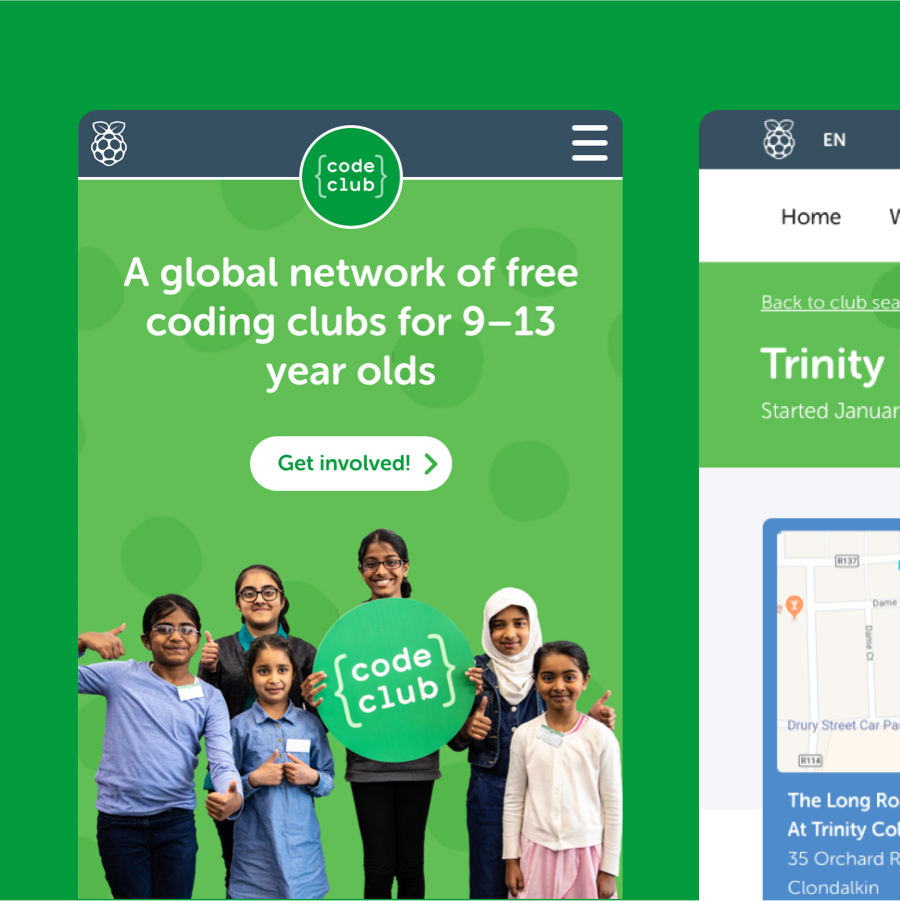 {code
club}
A global network of free
coding clubs for 9–13
year olds
Get involved!
{code
club}
EN
Home
Back to club sea
Trinity
Started Januar
R137
Dame
Dame Ct
Drury Street Car Pa
R114
The Long Ro
At Trinity Col
35 Orchard R
Clondalkin